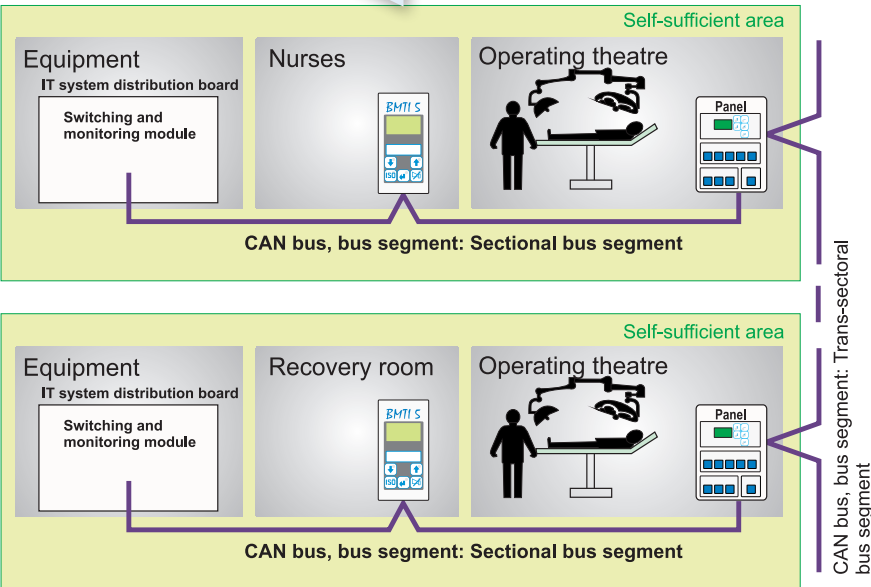 Self-sufficient area
Equipment
IT system distribution board
Switching and
monitoring module
Nurses
BMTI S
ISO
Operating theatre
Panel
CAN bus, bus segment: Sectional bus segment
Self-sufficient area
Equipment
IT system distribution board
Switching and
monitoring module
Recovery room
BMTI S
ISO
Operating theatre
Panel
CAN bus, bus segment: Sectional bus segment
CAN bus, bus segment: Trans-sectoral
bus segment